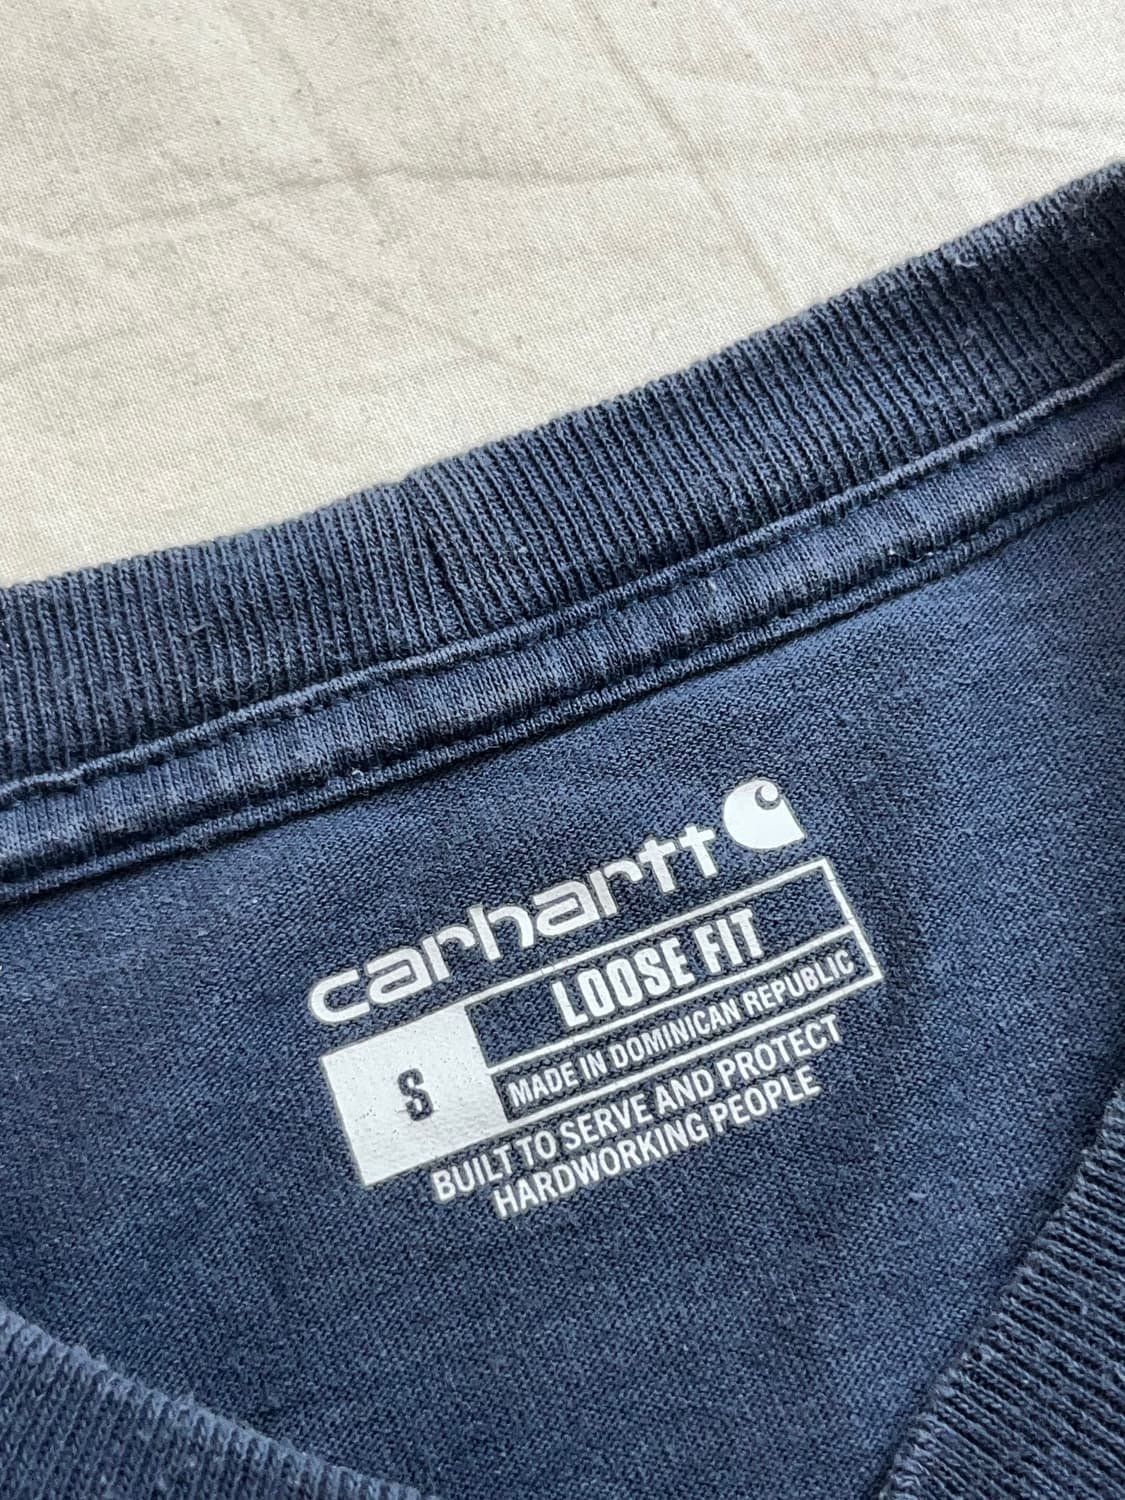 carhartt
LOOSE FIT
S
MADE IN DOMINICAN REPUBLIC
BUILT TO SERVE AND PROTECT
HARDWORKING PEOPLE